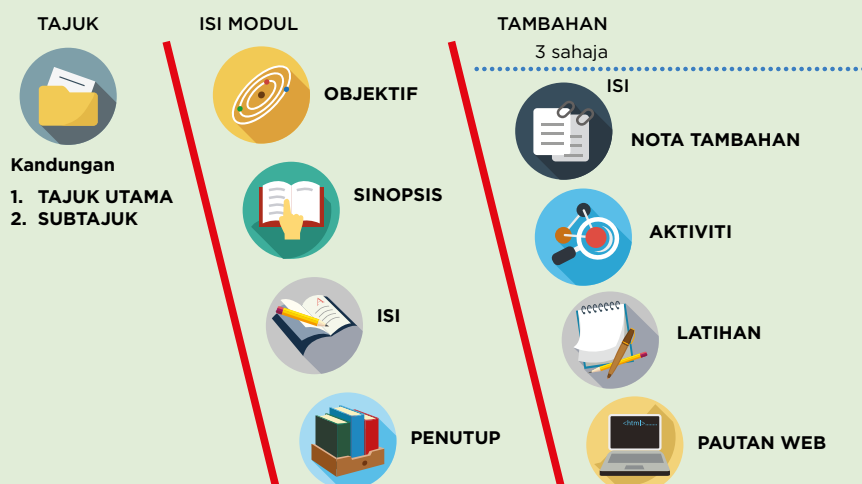 TAJUK
Kandungan
1. TAJUK UTAMA
2. SUBTAJUK
ISI MODUL
OBJEKTIF
SINOPSIS
ISI
PENUTUP
TAMBAHAN
3 sahaja
ISI
NOTA TAMBAHAN
AKTIVITI
LATIHAN
<html>......
PAUTAN WEB